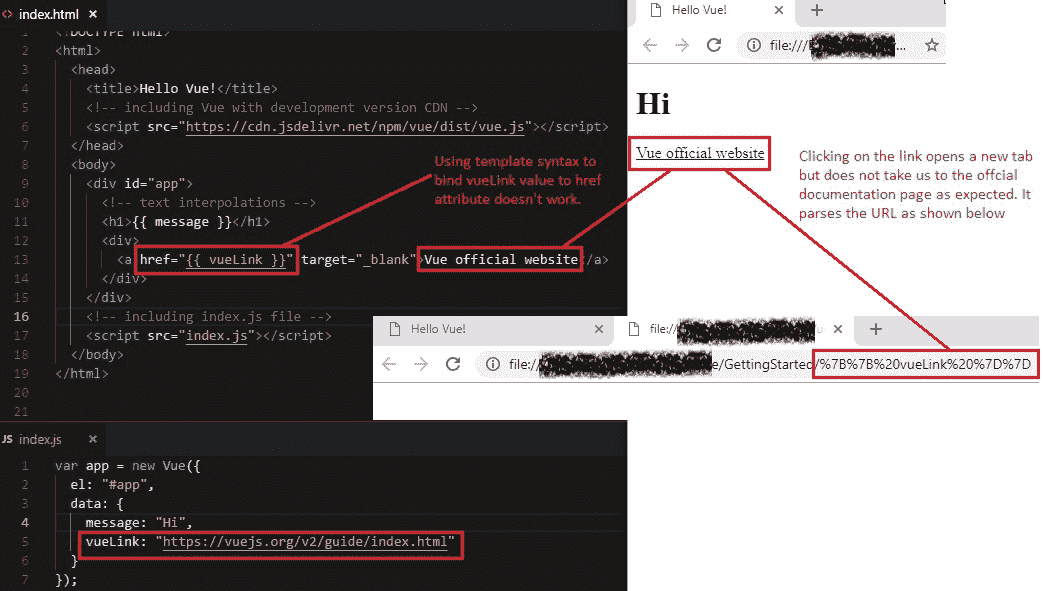 index.html ×
1 <!DOCTYPE html>
2 <html>
3 <head>
4 <title>Hello Vue!</title>
5 <!-- including Vue with development version CDN -->
6 <script src="https://cdn.jsdelivr.net/npm/vue/dist/vue.js"></script>
7 </head>
8 <body>
9 <div id="app">
10 <!-- text interpolations -->
11 <h1>{{ message }}</h1>
12 <div>
13 <a href="{{ vueLink }}" target="_blank">Vue official website</a>
14 </div>
15 </div>
16 <!-- including index.js file -->
17 <script src="index.js"></script>
18 </body>
19 </html>
20
21
Using template syntax to
bind vueLink value to href
attribute doesn't work.
Hello Vue! ×
file:/// ...
Hi
Vue official website
Clicking on the link opens a new tab
but does not take us to the offcial
documentation page as expected. It
parses the URL as shown below
Hello Vue! × file:// ×
file:/ e/GettingStarted/%7B%7B%20vueLink%20%7D%7D
JS index.js ×
1 var app = new Vue({
2 el: "#app",
3 data: {
4 message: "Hi",
5 vueLink: "https://vuejs.org/v2/guide/index.html"
6 }
7 });